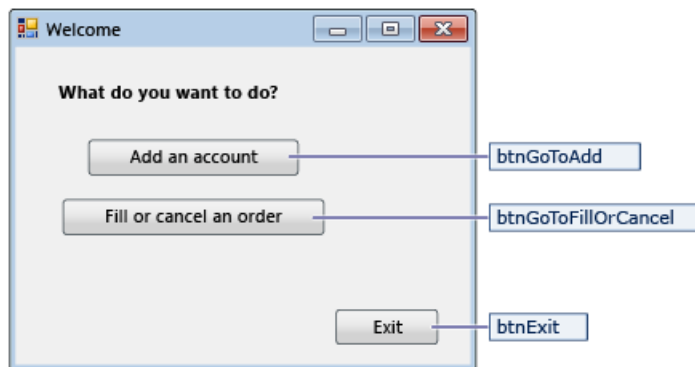 Welcome
What do you want to do?
Add an account
btnGoToAdd
Fill or cancel an order
btnGoToFillOrCancel
Exit
btnExit